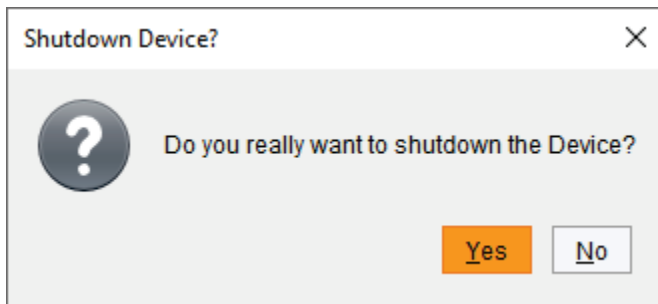 Shutdown Device?
Do you really want to shutdown the Device?
Yes No